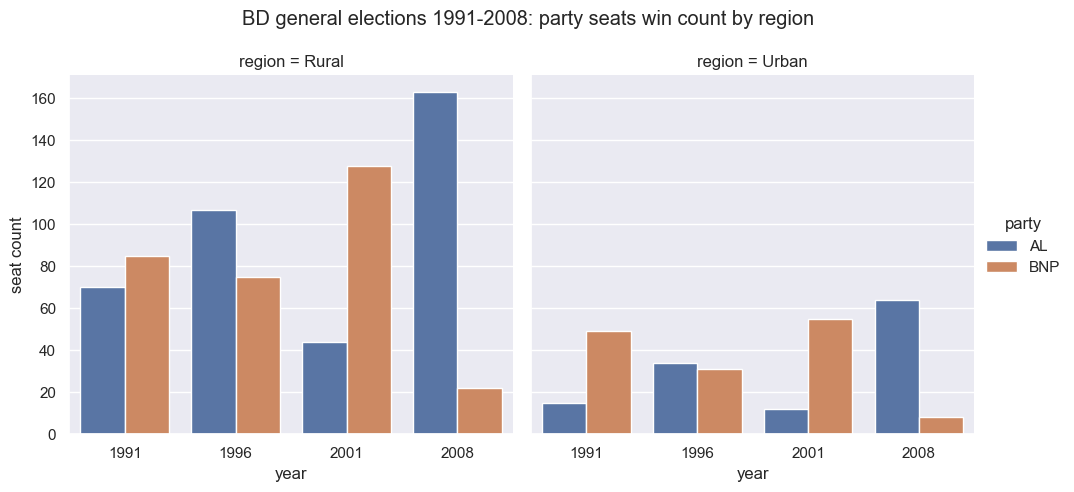 BD general elections 1991-2008: party seats win count by region
region = Rural
region = Urban
160
140
120
100
80
60
40
20
0
seat count
1991 1996 2001 2008
1991 1996 2001 2008
year
year
party
AL
BNP